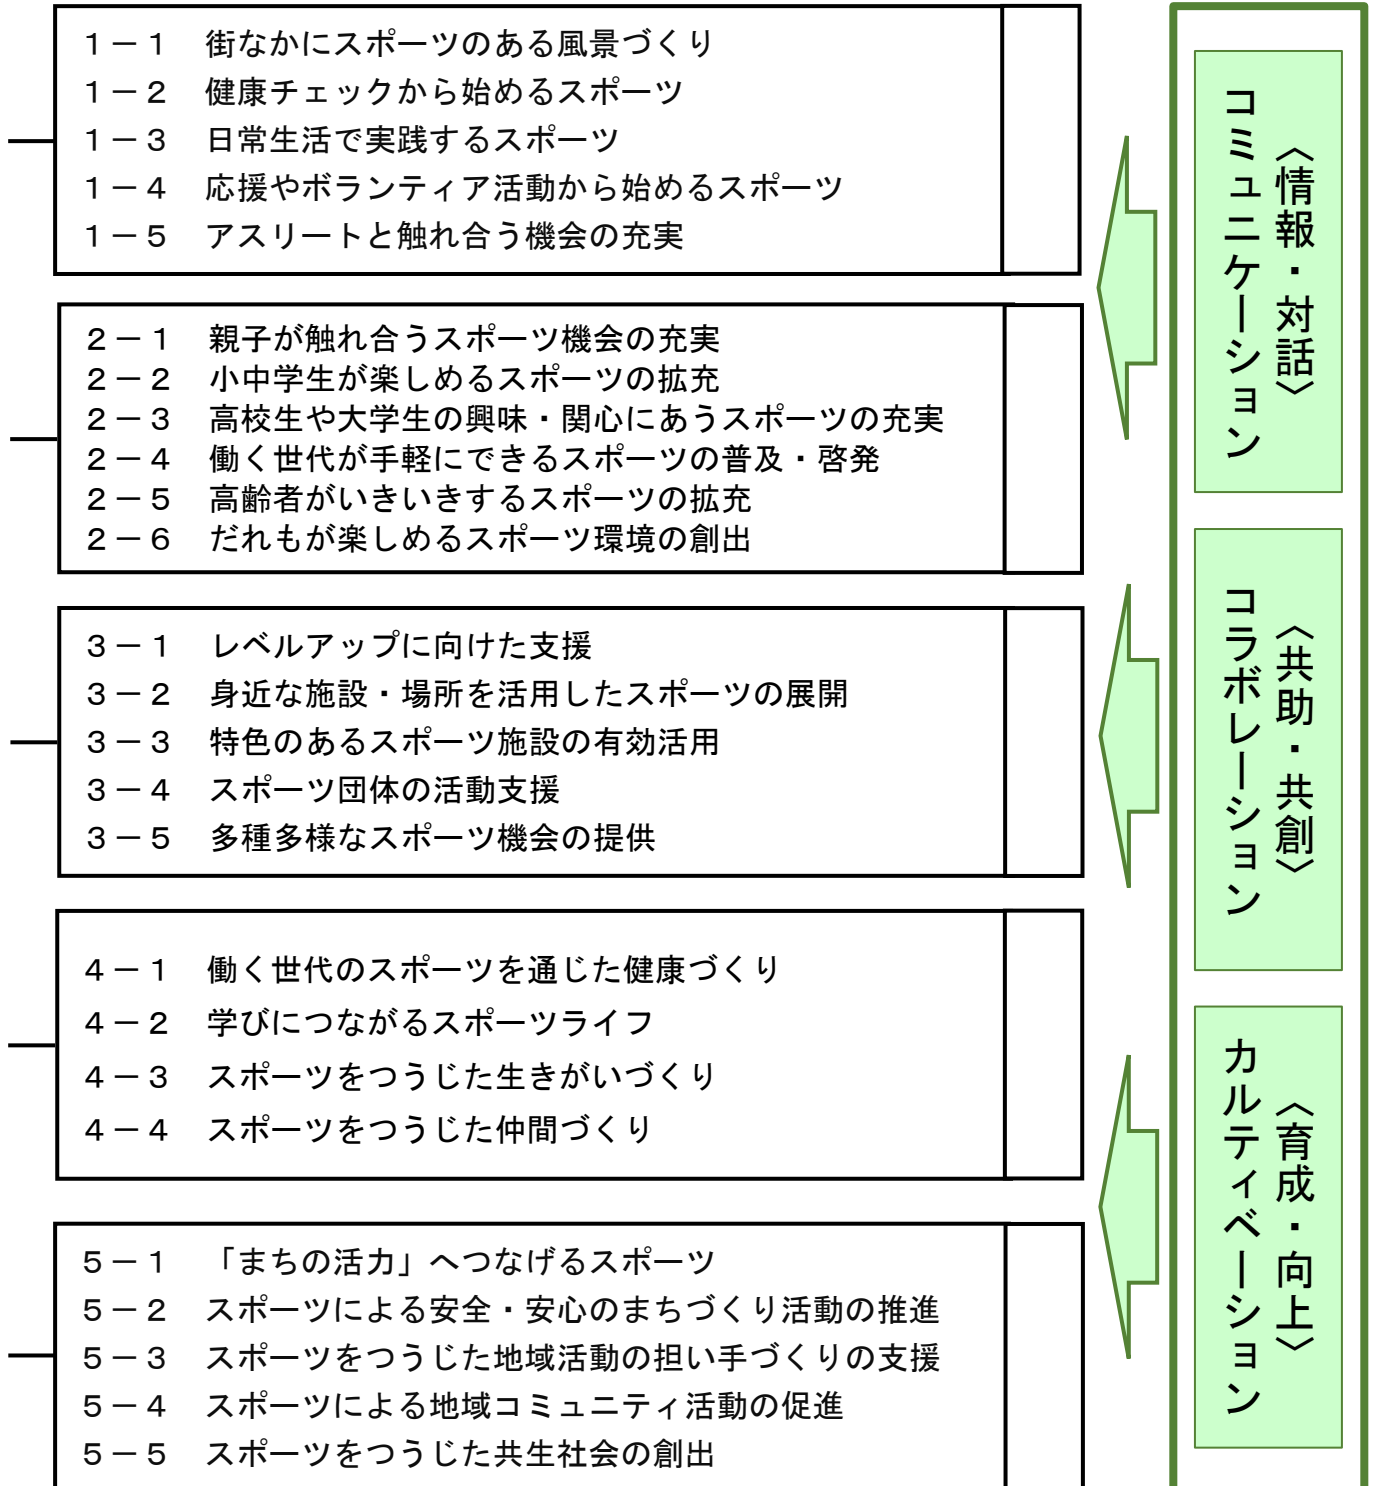 １－１　街なかにスポーツのある風景づくり
１－２　健康チェックから始めるスポーツ
１－３　日常生活で実践するスポーツ
１－４　応援やボランティア活動から始めるスポーツ
１－５　アスリートと触れ合う機会の充実
２－１　親子が触れ合うスポーツ機会の充実
２－２　小中学生が楽しめるスポーツの拡充
２－３　高校生や大学生の興味・関心にあうスポーツの充実
２－４　働く世代が手軽にできるスポーツの普及・啓発
２－５　高齢者がいきいきするスポーツの拡充
２－６　だれもが楽しめるスポーツ環境の創出
３－１　レベルアップに向けた支援
３－２　身近な施設・場所を活用したスポーツの展開
３－３　特色のあるスポーツ施設の有効活用
３－４　スポーツ団体の活動支援
３－５　多種多様なスポーツ機会の提供
４－１　働く世代のスポーツを通じた健康づくり
４－２　学びにつながるスポーツライフ
４－３　スポーツをつうじた生きがいづくり
４－４　スポーツをつうじた仲間づくり
５－１　「まちの活力」へつなげるスポーツ
５－２　スポーツによる安全・安心のまちづくり活動の推進
５－３　スポーツをつうじた地域活動の担い手づくりの支援
５－４　スポーツによる地域コミュニティ活動の促進
５－５　スポーツをつうじた共生社会の創出
〈情報・対話〉
コミュニケーション
〈共助・共創〉
コラボレーション
〈育成・向上〉
カルティベーション